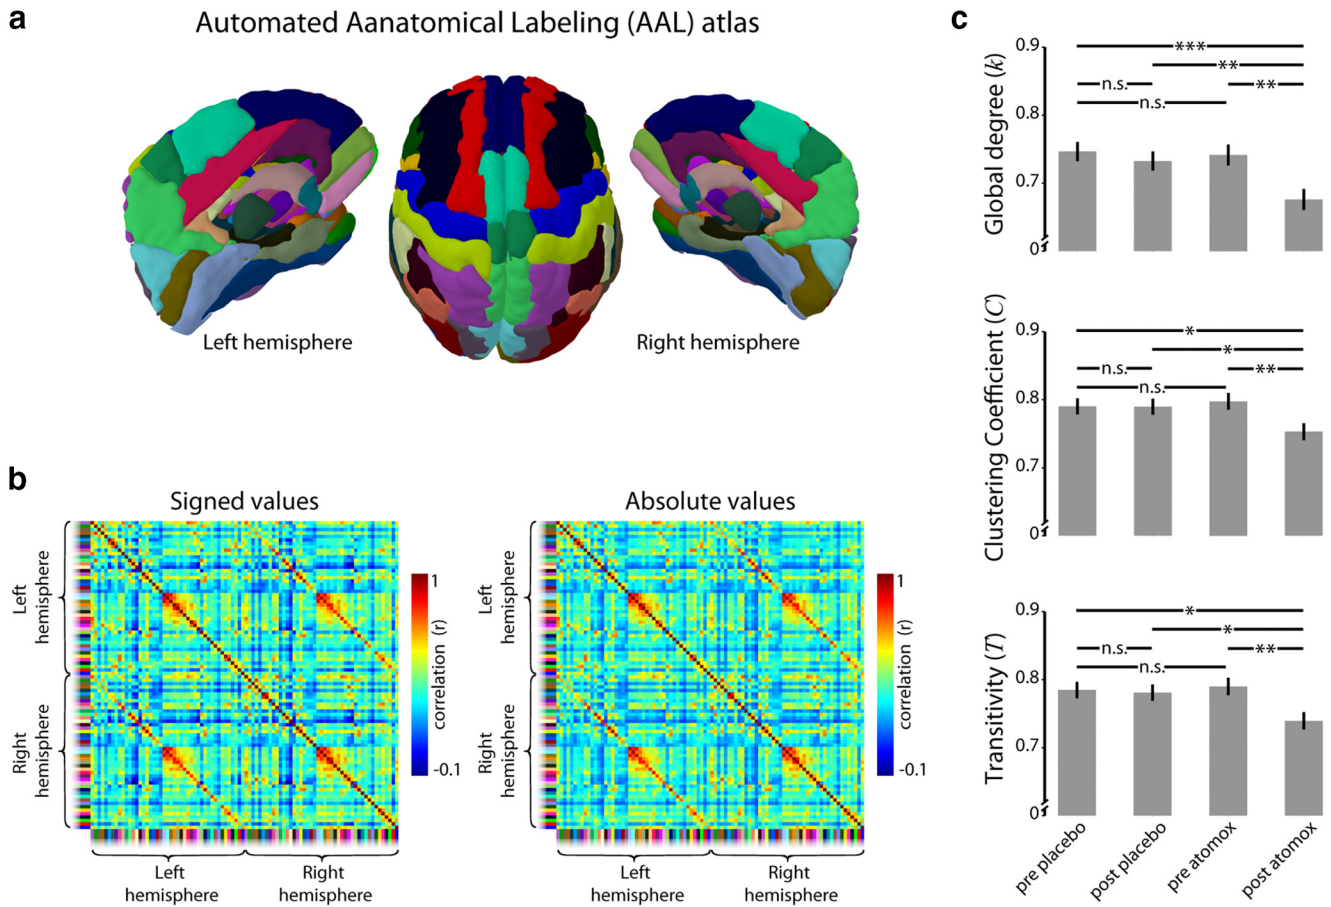 a
Automated Aanatomical Labeling (AAL) atlas
Left hemisphere
Right hemisphere
b
Signed values
Left
hemisphere
Right
hemisphere
1
correlation (r)
-0.1
Left
hemisphere
Right
hemisphere
Absolute values
Left
hemisphere
Right
hemisphere
1
correlation (r)
-0.1
Left
hemisphere
Right
hemisphere
c
Global degree (k)
0.9
0.8
0.7
0
***
**
n.s.
**
n.s.
Clustering Coefficient (C)
0.9
0.8
0.7
0
*
*
n.s.
**
n.s.
Transitivity (T)
0.9
0.8
0.7
0
*
*
n.s.
**
n.s.
pre placebo
post placebo
pre atomox
post atomox